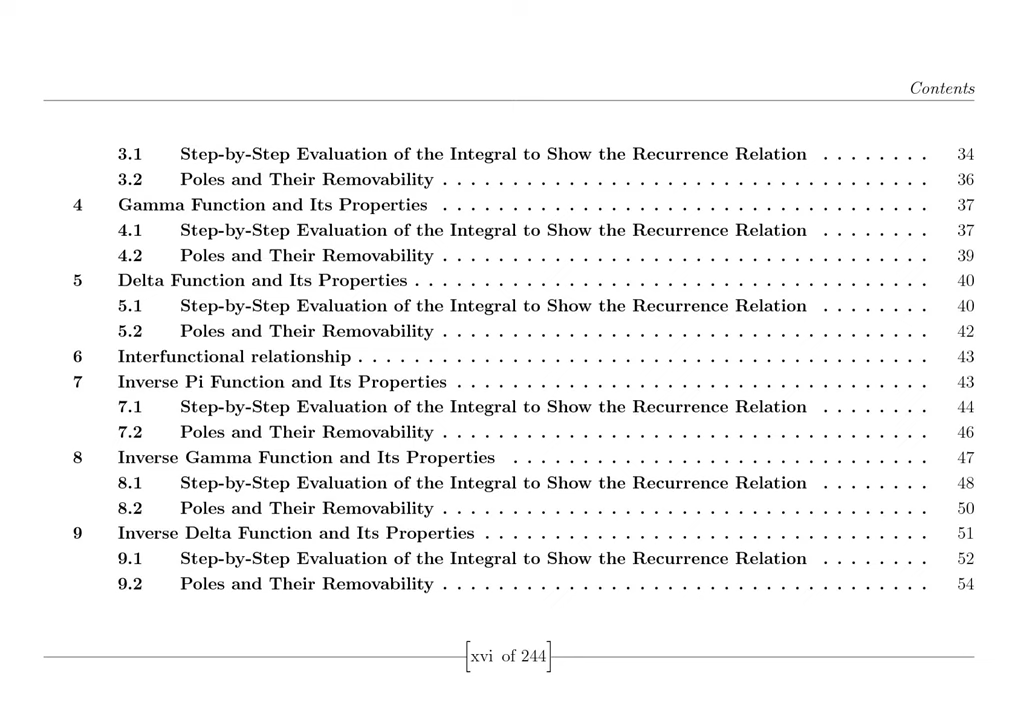 Contents
3.1 Step-by-Step Evaluation of the Integral to Show the Recurrence Relation . . . . . . . . 34
3.2 Poles and Their Removability . . . . . . . . . . . . . . . . . . . . . . . . . . . . . . . . . . . 36
4 Gamma Function and Its Properties . . . . . . . . . . . . . . . . . . . . . . . . . . . . . . . . . . . 37
4.1 Step-by-Step Evaluation of the Integral to Show the Recurrence Relation . . . . . . . . 37
4.2 Poles and Their Removability . . . . . . . . . . . . . . . . . . . . . . . . . . . . . . . . . . . 39
5 Delta Function and Its Properties . . . . . . . . . . . . . . . . . . . . . . . . . . . . . . . . . . . . . 40
5.1 Step-by-Step Evaluation of the Integral to Show the Recurrence Relation . . . . . . . . 40
5.2 Poles and Their Removability . . . . . . . . . . . . . . . . . . . . . . . . . . . . . . . . . . . 42
6 Interfunctional relationship . . . . . . . . . . . . . . . . . . . . . . . . . . . . . . . . . . . . . . . . . 43
7 Inverse Pi Function and Its Properties . . . . . . . . . . . . . . . . . . . . . . . . . . . . . . . . . . 43
7.1 Step-by-Step Evaluation of the Integral to Show the Recurrence Relation . . . . . . . . 44
7.2 Poles and Their Removability . . . . . . . . . . . . . . . . . . . . . . . . . . . . . . . . . . . 46
8 Inverse Gamma Function and Its Properties . . . . . . . . . . . . . . . . . . . . . . . . . . . . . . 47
8.1 Step-by-Step Evaluation of the Integral to Show the Recurrence Relation . . . . . . . . 48
8.2 Poles and Their Removability . . . . . . . . . . . . . . . . . . . . . . . . . . . . . . . . . . . 50
9 Inverse Delta Function and Its Properties . . . . . . . . . . . . . . . . . . . . . . . . . . . . . . . . 51
9.1 Step-by-Step Evaluation of the Integral to Show the Recurrence Relation . . . . . . . . 52
9.2 Poles and Their Removability . . . . . . . . . . . . . . . . . . . . . . . . . . . . . . . . . . . 54
[xvi of 244]